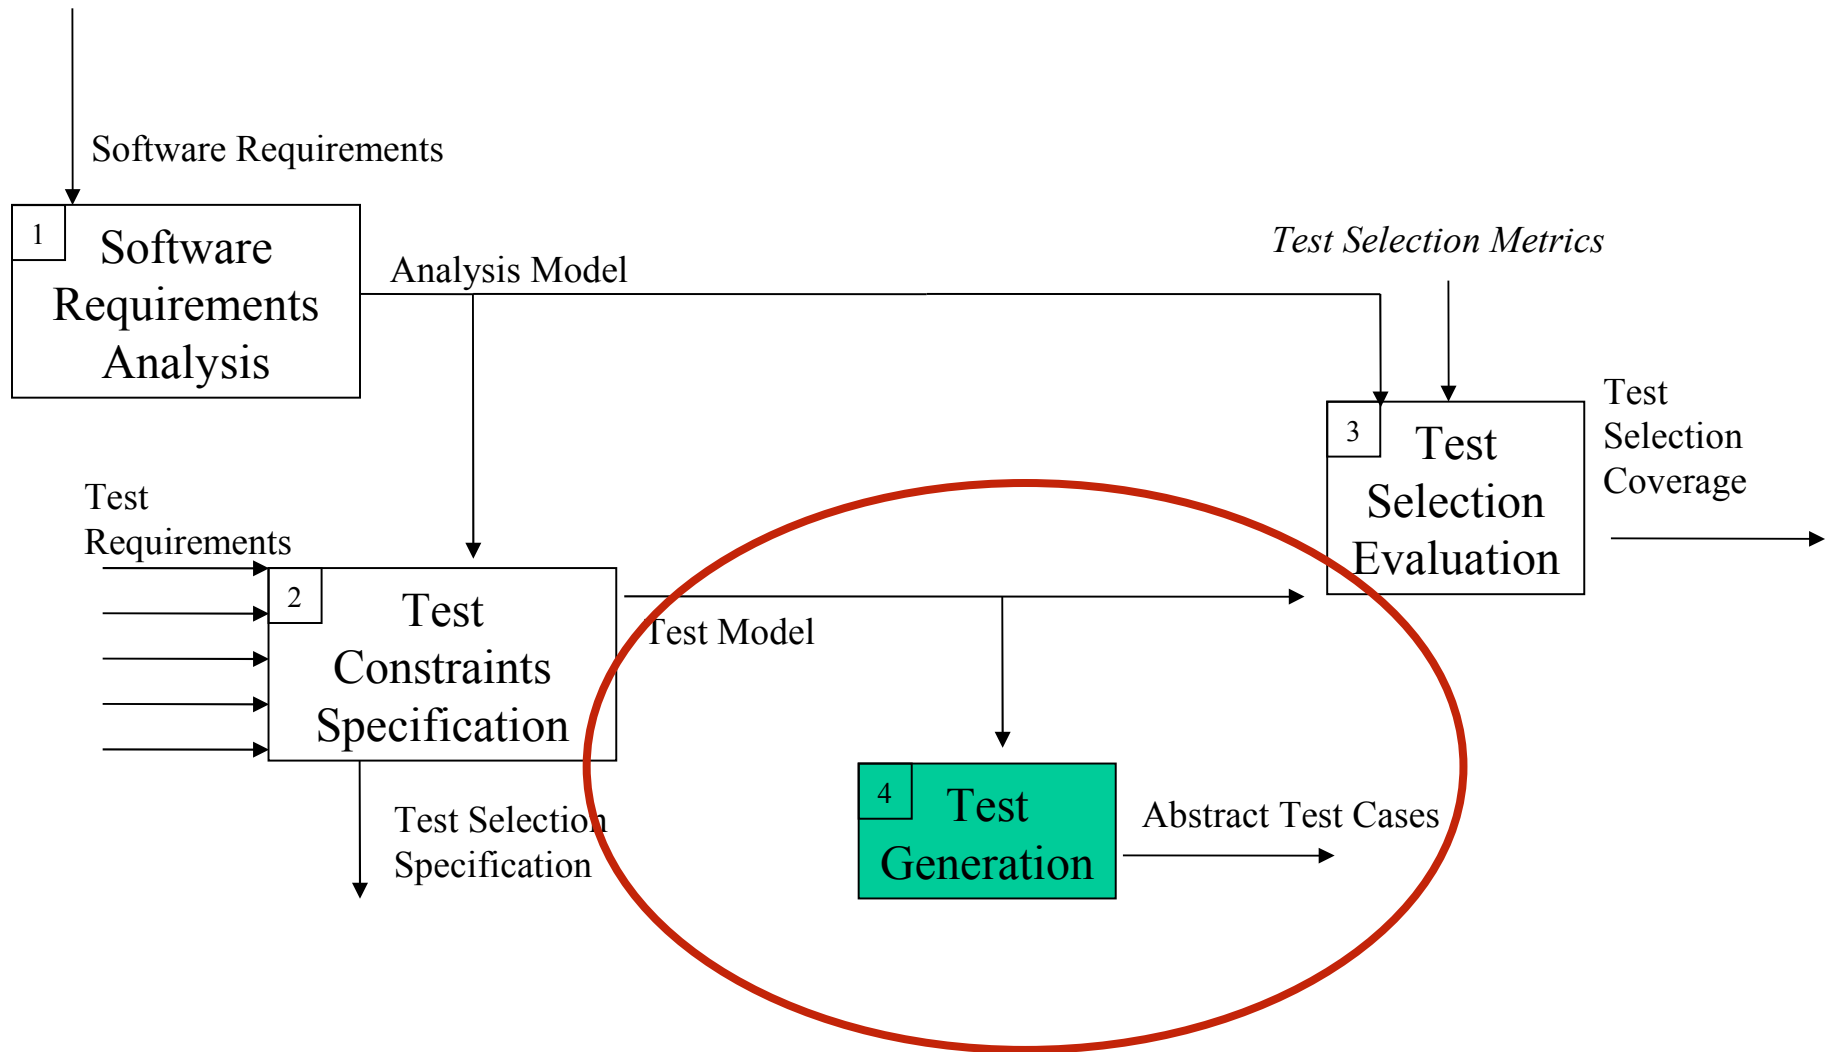 Software Requirements
1
Software
Requirements
Analysis
Analysis Model
Test Selection Metrics
3
Test
Selection
Evaluation
Test
Selection
Coverage
Test
Requirements
2
Test
Constraints
Specification
Test Model
Test Selection
Specification
4
Test
Generation
Abstract Test Cases